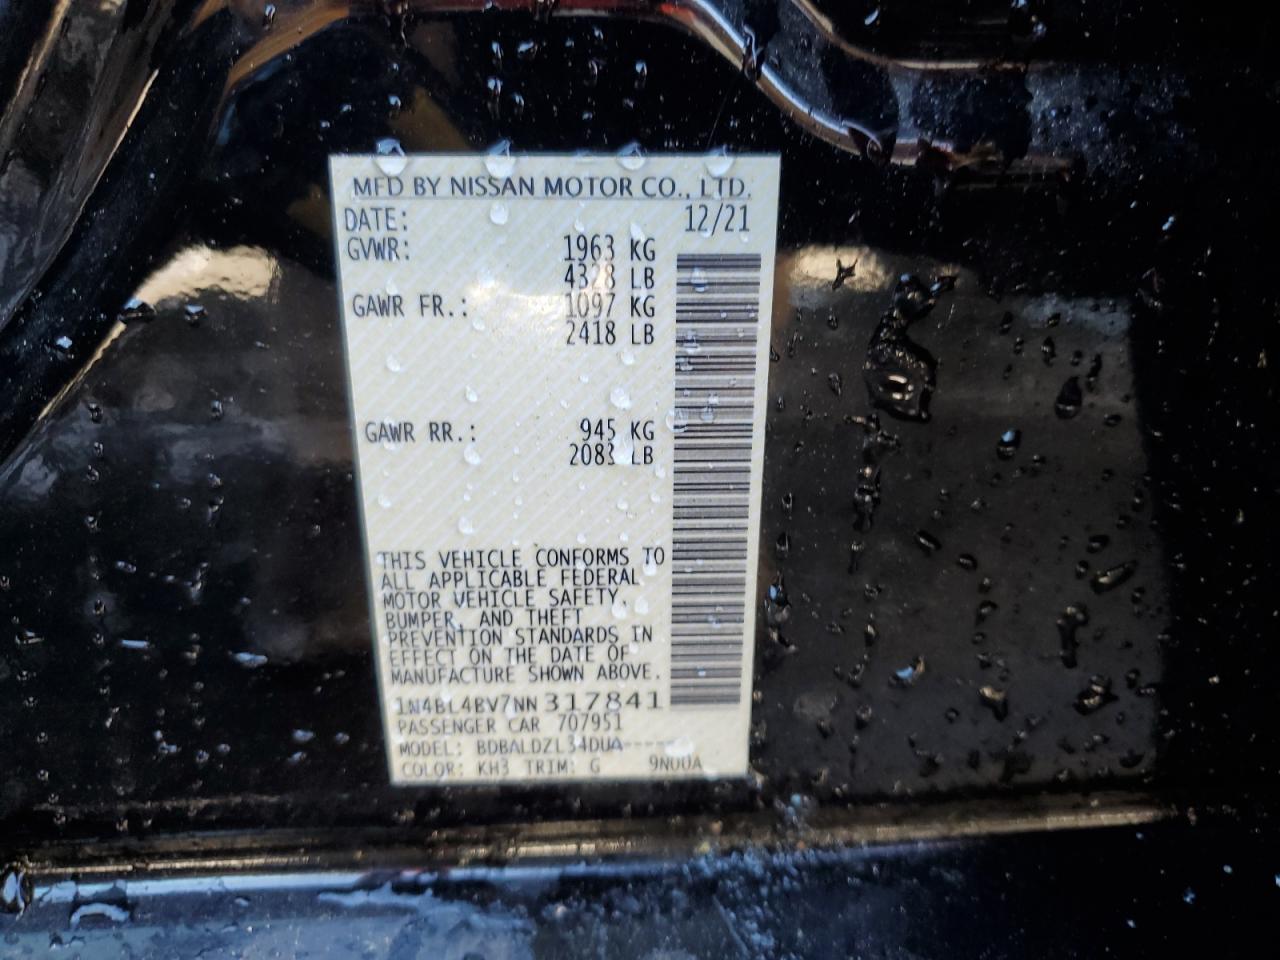 MFD BY NISSAN MOTOR CO., LTD.
DATE: 12/21
GVWR: 1963 KG
4328 LB
GAWR FR.: 1097 KG
2418 LB
GAWR RR.: 945 KG
2083 LB
THIS VEHICLE CONFORMS TO
ALL APPLICABLE FEDERAL
MOTOR VEHICLE SAFETY,
BUMPER, AND THEFT
PREVENTION STANDARDS IN
EFFECT ON THE DATE OF
MANUFACTURE SHOWN ABOVE.
1N4BL4BV7NN317841
PASSENGER CAR 707951
MODEL: BDBALDZL34DUA-----
COLOR: KH3 TRIM: G 9N00A